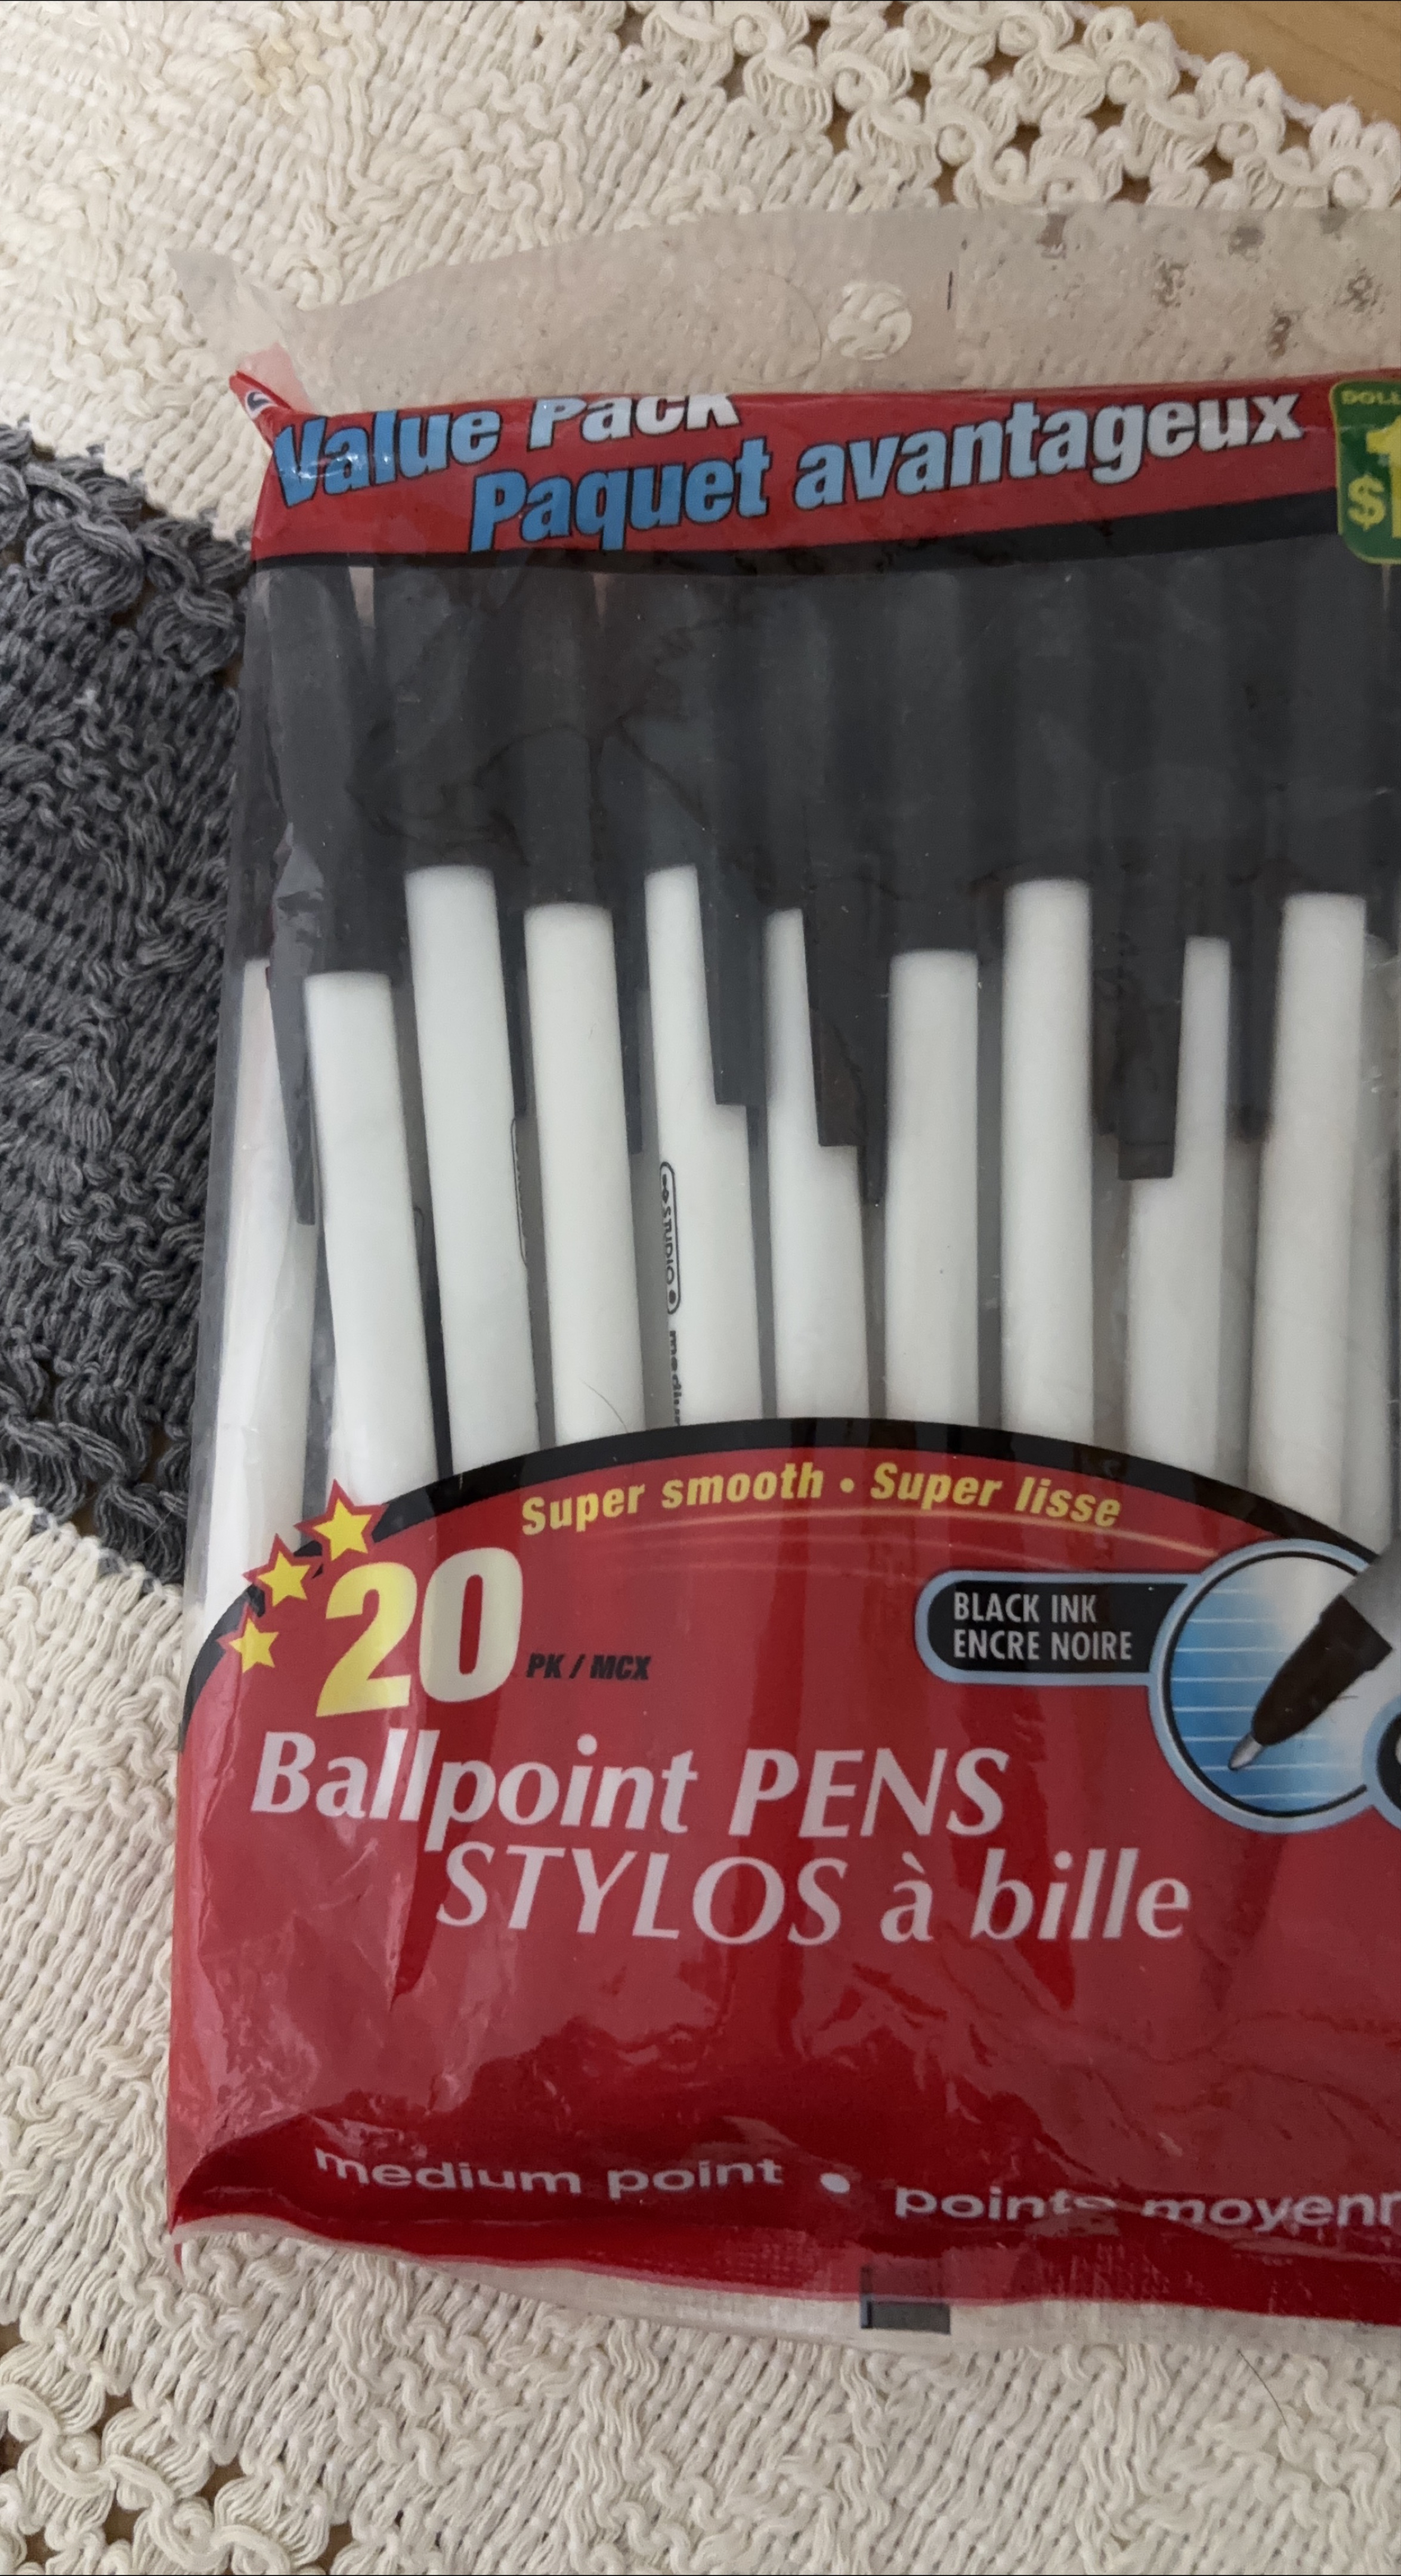 Value Pack
Paquet avantageux
$1
STUDIO
Super smooth • Super lisse
20 PK / MCX
BLACK INK
ENCRE NOIRE
Ballpoint PENS
STYLOS à bille
medium point • pointe